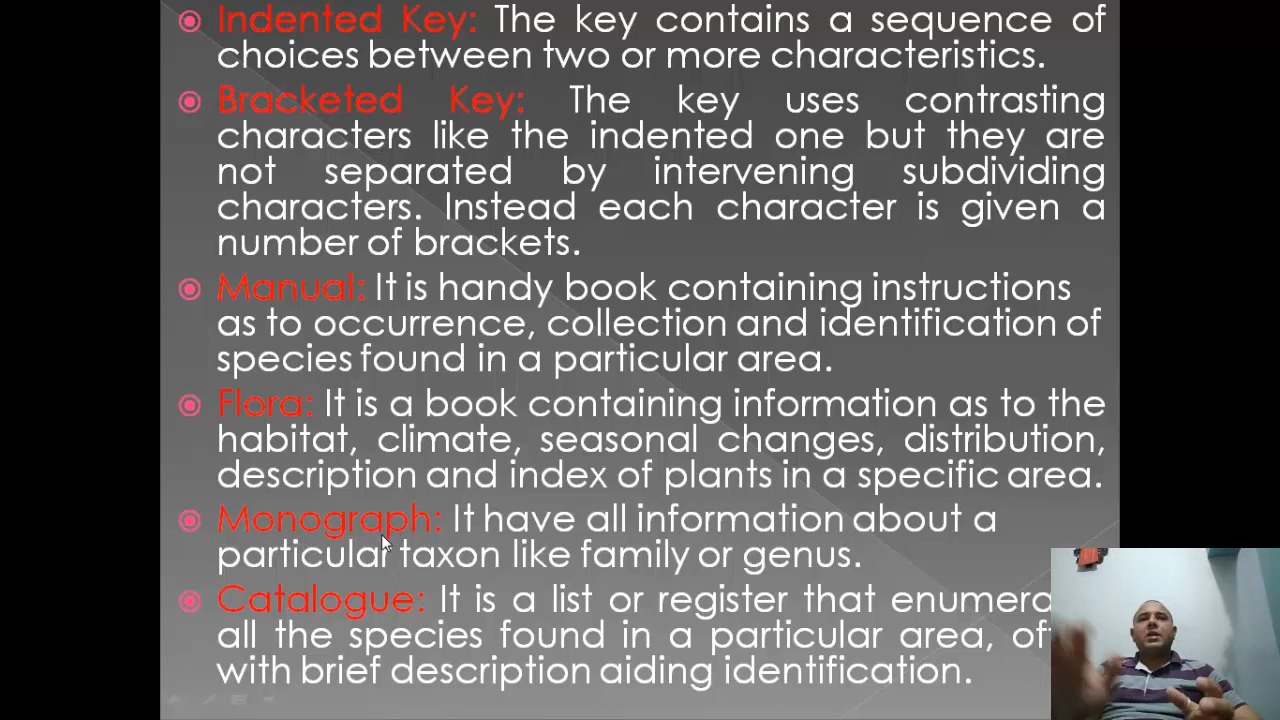 Indented Key: The key contains a sequence of
choices between two or more characteristics.
Bracketed Key: The key uses contrasting
characters like the indented one but they are
not separated by intervening subdividing
characters. Instead each character is given a
number of brackets.
Manual: It is handy book containing instructions
as to occurrence, collection and identification of
species found in a particular area.
Flora: It is a book containing information as to the
habitat, climate, seasonal changes, distribution,
description and index of plants in a specific area.
Monograph: It have all information about a
particular taxon like family or genus.
Catalogue: It is a list or register that
all the species found in a particular area,
with brief description aiding identification.